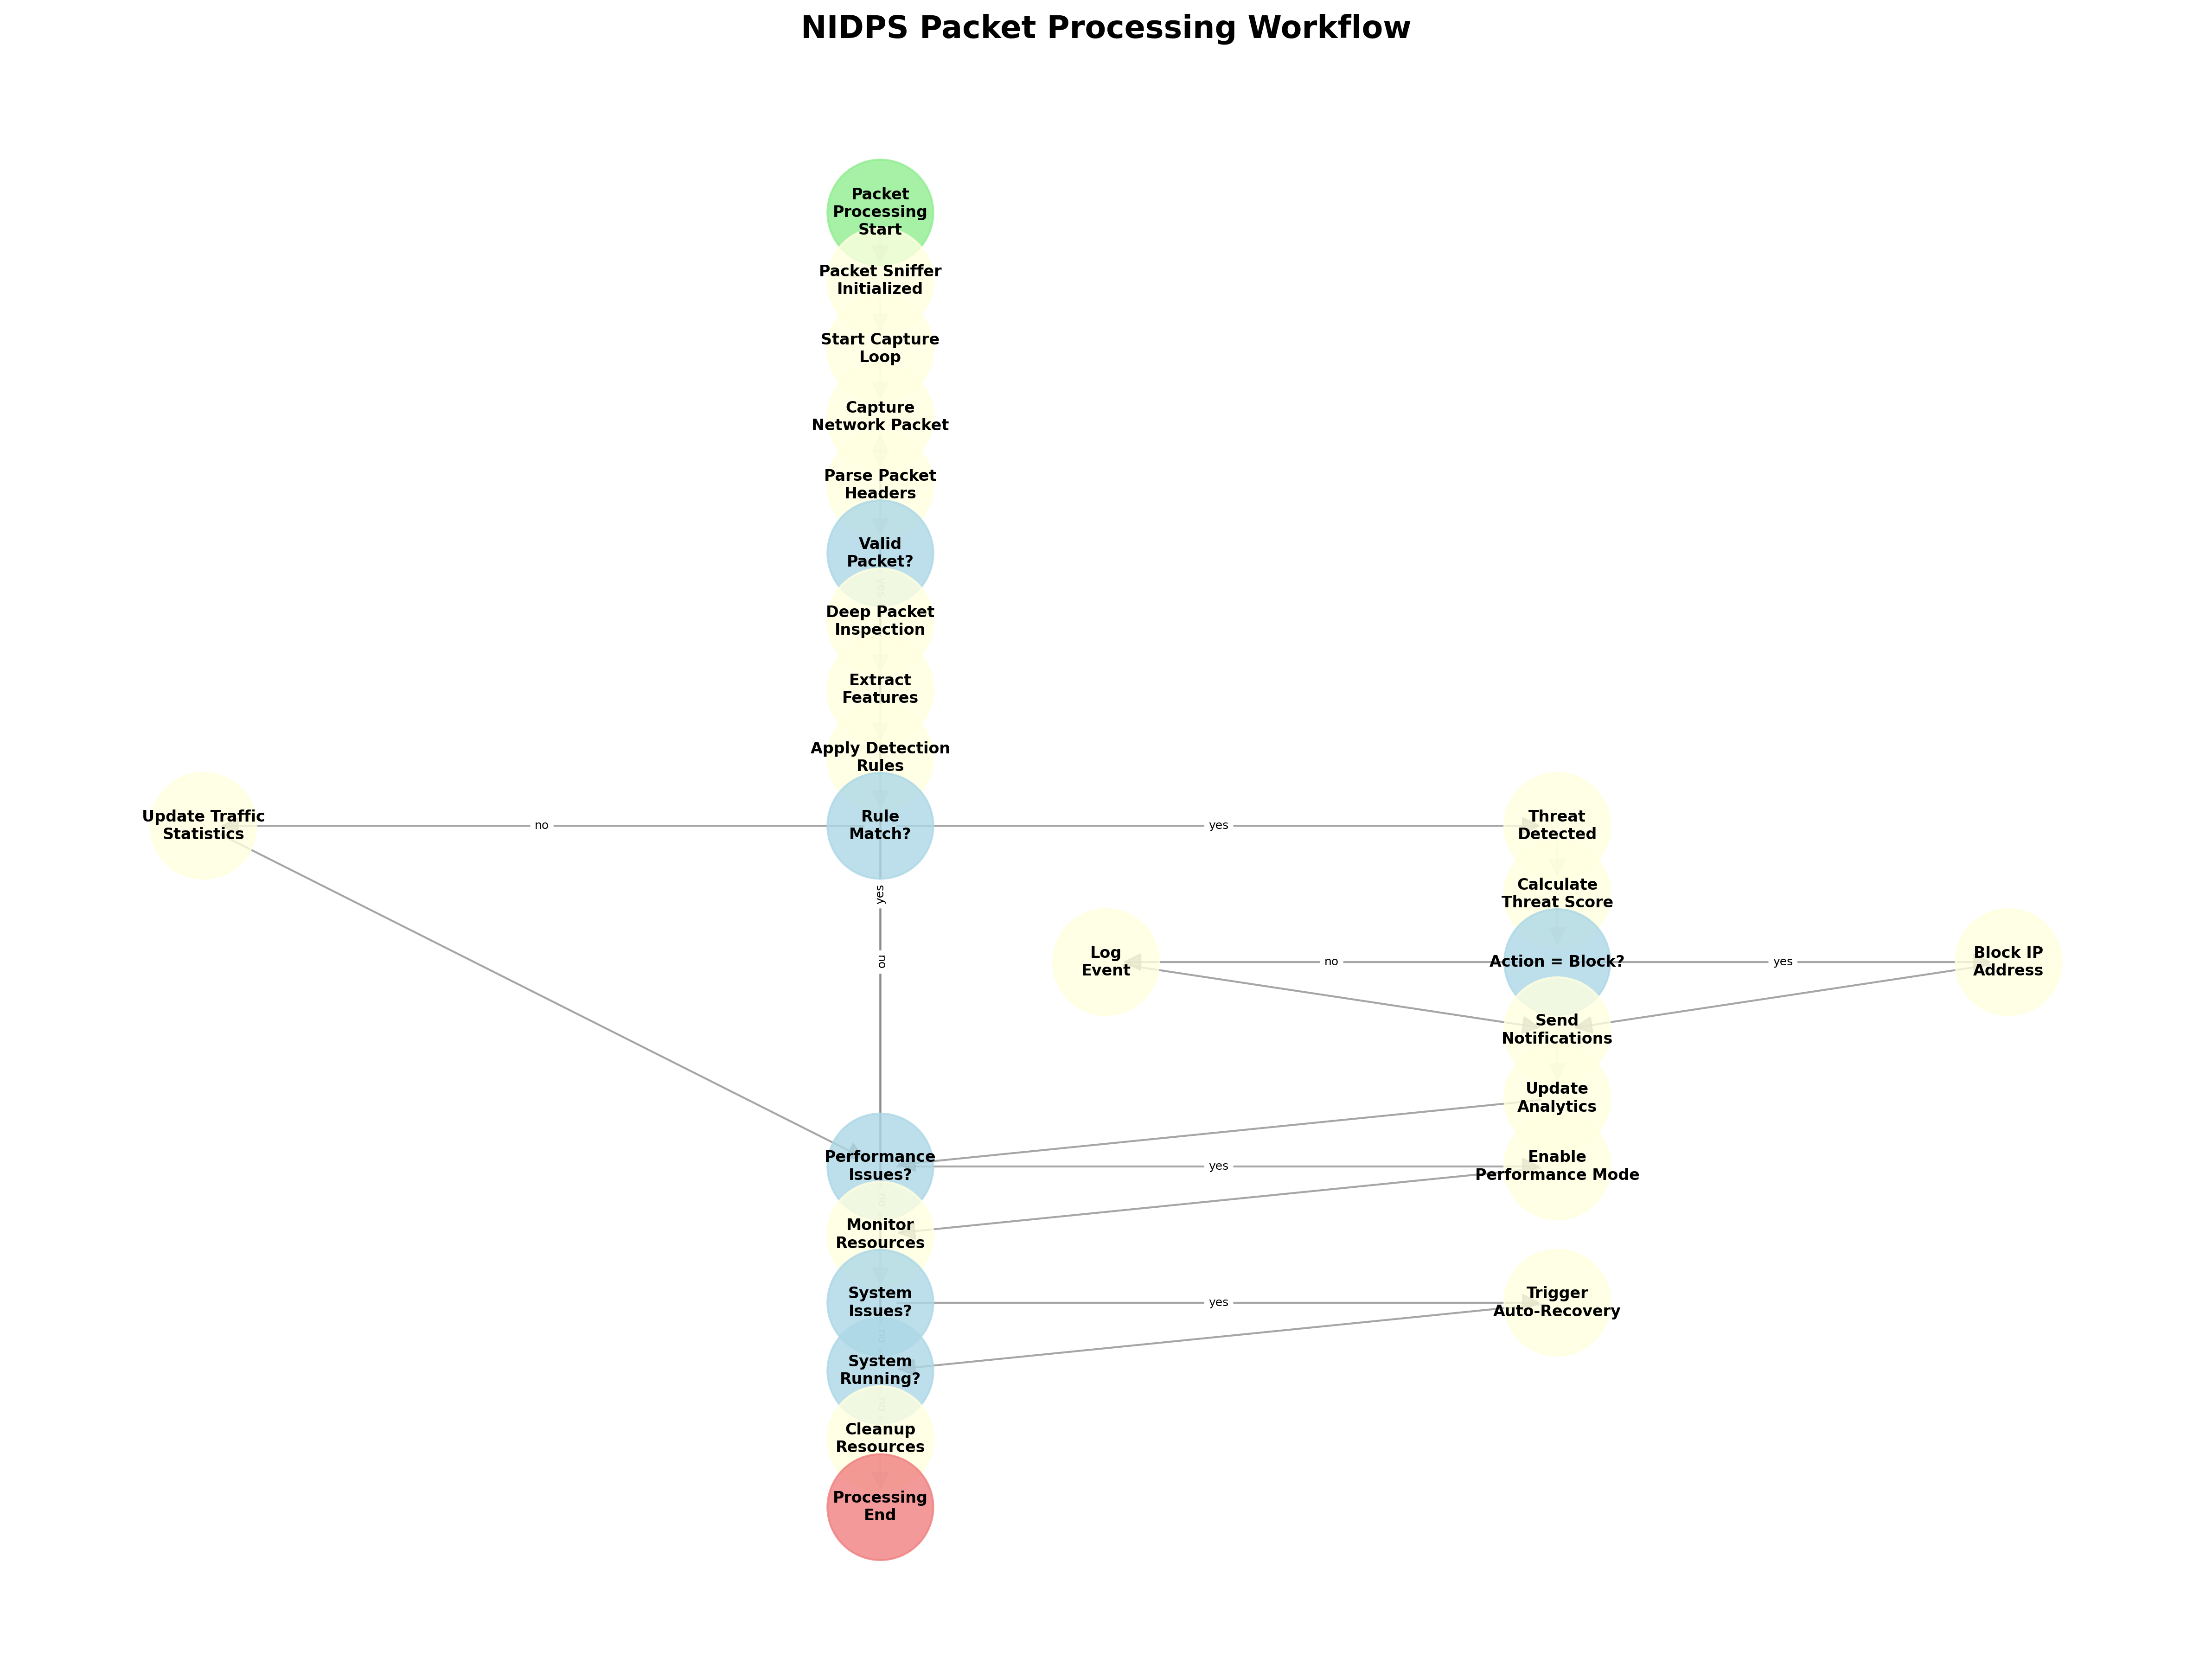 NIDPS Packet Processing Workflow
Packet
Processing
Start
Packet Sniffer
Initialized
Start Capture
Loop
Capture
Network Packet
Parse Packet
Headers
Valid
Packet?
yes
Deep Packet
Inspection
Extract
Features
Apply Detection
Rules
Update Traffic
Statistics
no
Rule
Match?
yes
Threat
Detected
yes
Calculate
Threat Score
no
Log
Event
no
Action = Block?
yes
Block IP
Address
Send
Notifications
Update
Analytics
Performance
Issues?
yes
Enable
Performance Mode
no
Monitor
Resources
System
Issues?
yes
Trigger
Auto-Recovery
no
System
Running?
no
Cleanup
Resources
Processing
End